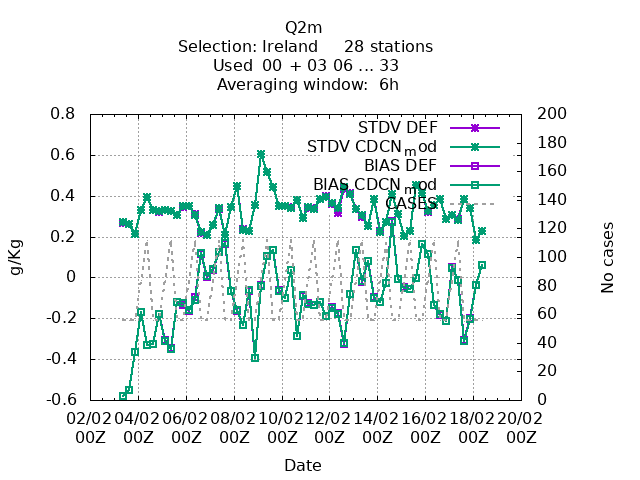 Q2m
Selection: Ireland 28 stations
Used 00 + 03 06 ... 33
Averaging window: 6h
STDV DEF
STDV CDCNmod
BIAS DEF
BIAS CDCNmod
CASES
0.8
0.6
0.4
0.2
0
-0.2
-0.4
-0.6
g/Kg
200
180
160
140
120
100
80
60
40
20
0
No cases
02/02 04/02 06/02 08/02 10/02 12/02 14/02 16/02 18/02 20/02
00Z 00Z 00Z 00Z 00Z 00Z 00Z 00Z 00Z 00Z
Date